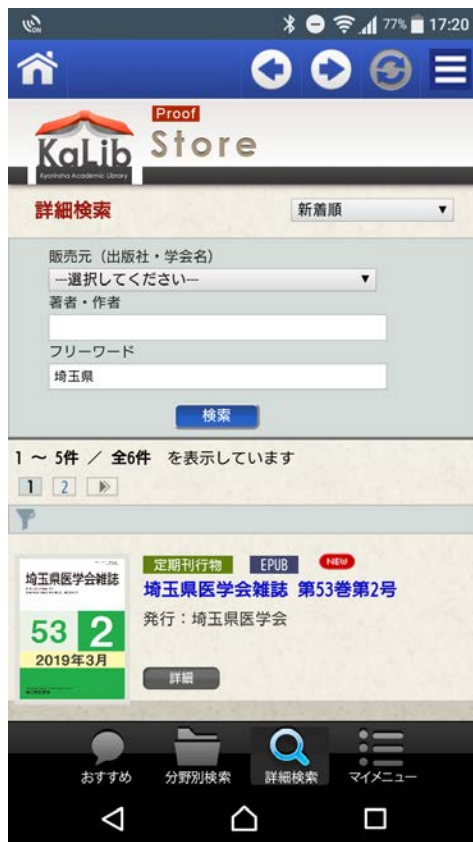 ON
77%
17:20
KaLib
Kyorinsha Academic Library
Proof
Store
詳細検索
新着順
販売元（出版社・学会名）
---選択してください---
著者・作者
フリーワード
埼玉県
検索
1 ～ 5件 ／ 全6件 を表示しています
1 2
定期刊行物 EPUB NEW
埼玉県医学会雑誌 第53巻第2号
発行：埼玉県医学会
詳細
埼玉県医学会雑誌
53 2
2019年3月
おすすめ 分野別検索 詳細検索 マイメニュー